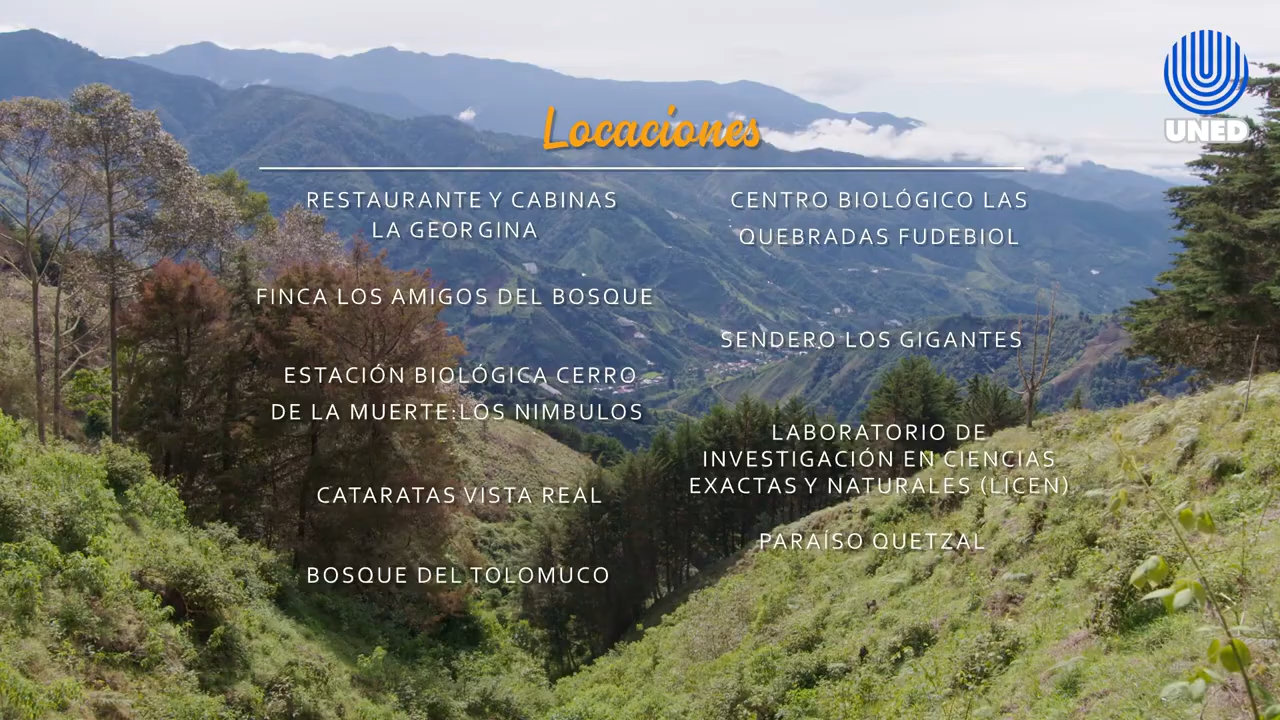 UNED
Locaciones
RESTAURANTE Y CABINAS
LA GEORGINA
FINCA LOS AMIGOS DEL BOSQUE
ESTACIÓN BIOLÓGICA CERRO
DE LA MUERTE:LOS NIMBULOS
CATARATAS VISTA REAL
BOSQUE DEL TOLOMUCO
CENTRO BIOLÓGICO LAS
QUEBRADAS FUDEBIOL
SENDERO LOS GIGANTES
LABORATORIO DE
INVESTIGACIÓN EN CIENCIAS
EXACTAS Y NATURALES (LICEN)
PARAÍSO QUETZAL